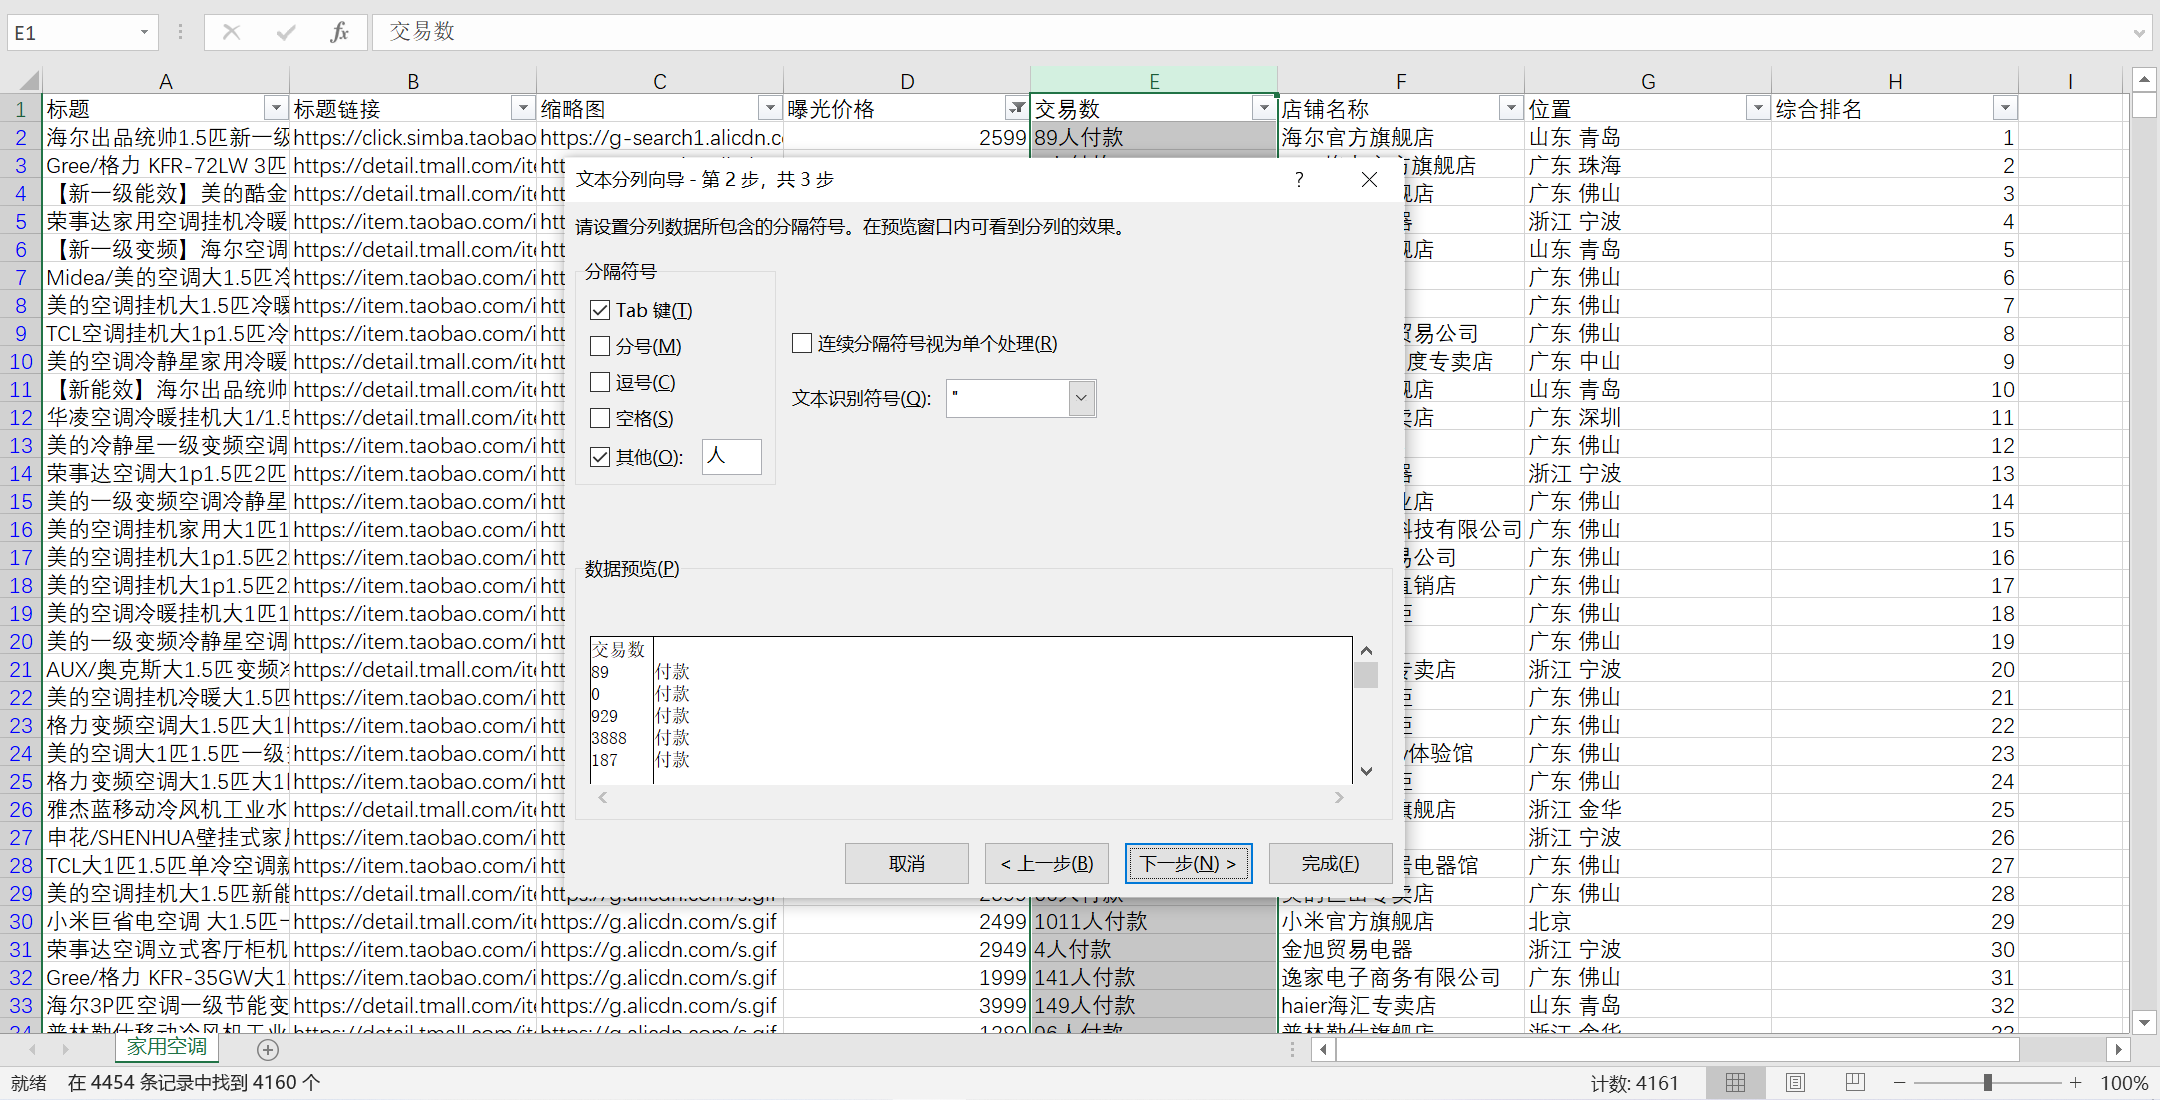 E1 fx 交易数
A B C D E F G H I
1 标题 标题链接 缩略图 曝光价格 交易数 店铺名称 位置 综合排名
2 海尔出品统帅1.5匹新一级 https://click.simba.taobao https://g-search1.alicdn.c 2599 89人付款 海尔官方旗舰店 山东 青岛 1
3 Gree/格力 KFR-72LW 3匹 https://detail.tmall.com/it 旗舰店 广东 珠海 2
4 【新一级能效】美的酷金 https://detail.tmall.com/it 店 广东 佛山 3
5 荣事达家用空调挂机冷暖 https://item.taobao.com/i 器 浙江 宁波 4
6 【新一级变频】海尔空调 https://detail.tmall.com/it 店 山东 青岛 5
7 Midea/美的空调大1.5匹冷 https://item.taobao.com/i 广东 佛山 6
8 美的空调挂机大1.5匹冷暖 https://item.taobao.com/i 广东 佛山 7
9 TCL空调挂机大1p1.5匹冷 https://item.taobao.com/i 贸易公司 广东 佛山 8
10 美的空调冷静星家用冷暖 https://detail.tmall.com/it 度专卖店 广东 中山 9
11 【新能效】海尔出品统帅 https://detail.tmall.com/it 店 山东 青岛 10
12 华凌空调冷暖挂机大1/1.5 https://item.taobao.com/i 卖店 广东 深圳 11
13 美的冷静星一级变频空调 https://item.taobao.com/i 广东 佛山 12
14 荣事达空调大1p1.5匹2匹 https://item.taobao.com/i 器 浙江 宁波 13
15 美的一级变频空调冷静星 https://item.taobao.com/i 业店 广东 佛山 14
16 美的空调挂机家用大1匹1 https://item.taobao.com/i 科技有限公司 广东 佛山 15
17 美的空调挂机大1p1.5匹2 https://item.taobao.com/i 易公司 广东 佛山 16
18 美的空调挂机大1p1.5匹2 https://item.taobao.com/i 直销店 广东 佛山 17
19 美的空调冷暖挂机大1匹1 https://item.taobao.com/i 广东 佛山 18
20 美的一级变频冷静星空调 https://item.taobao.com/i 广东 佛山 19
21 AUX/奥克斯大1.5匹变频冷 https://detail.tmall.com/it 专卖店 浙江 宁波 20
22 美的空调挂机冷暖大1.5匹 https://item.taobao.com/i 广东 佛山 21
23 格力变频空调大1.5匹大1 https://item.taobao.com/i 广东 佛山 22
24 美的空调大1匹1.5匹一级 https://item.taobao.com/i 体验馆 广东 佛山 23
25 格力变频空调大1.5匹大1 https://item.taobao.com/i 广东 佛山 24
26 雅杰蓝移动冷风机工业水 https://detail.tmall.com/it 旗舰店 浙江 金华 25
27 申花/SHENHUA壁挂式家 https://item.taobao.com/i 浙江 宁波 26
28 TCL大1匹1.5匹单冷空调新 https://item.taobao.com/i 居电器馆 广东 佛山 27
29 美的空调挂机大1.5匹新能 https://detail.tmall.com/it https://g.alicdn.com/s.gif 广东 佛山 28
30 小米巨省电空调 大1.5匹一 https://detail.tmall.com/it https://g.alicdn.com/s.gif 2499 1011人付款 小米官方旗舰店 北京 29
31 荣事达空调立式客厅柜机 https://item.taobao.com/i https://g.alicdn.com/s.gif 2949 4人付款 金旭贸易电器 浙江 宁波 30
32 Gree/格力 KFR-35GW大1. https://item.taobao.com/i https://g.alicdn.com/s.gif 1999 141人付款 逸家电子商务有限公司 广东 佛山 31
33 海尔3P匹空调一级节能变 https://detail.tmall.com/it https://g.alicdn.com/s.gif 3999 149人付款 haier海汇专卖店 山东 青岛 32
文本分列向导 - 第 2 步，共 3 步 ?
请设置分列数据所包含的分隔符号。在预览窗口内可看到分列的效果。
分隔符号
Tab 键(T)
分号(M)
逗号(C)
空格(S)
其他(O): 人
连续分隔符号视为单个处理(R)
文本识别符号(Q): "
数据预览(P)
交易数
89 付款
0 付款
929 付款
3888 付款
187 付款
取消 < 上一步(B) 下一步(N) > 完成(F)
家用空调
就绪 在 4454 条记录中找到 4160 个 计数: 4161 100%